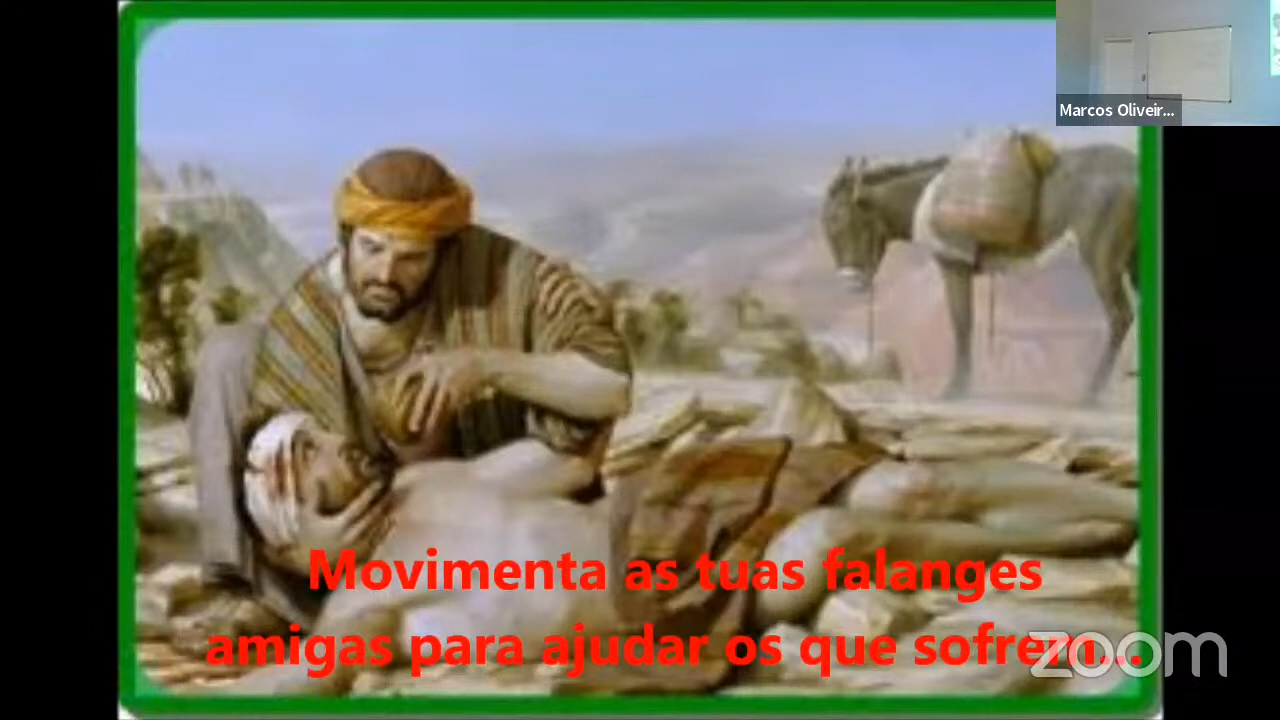 Marcos Oliveir...
Movimenta as tuas falanges
amigas para ajudar os que sofrem...
zoom